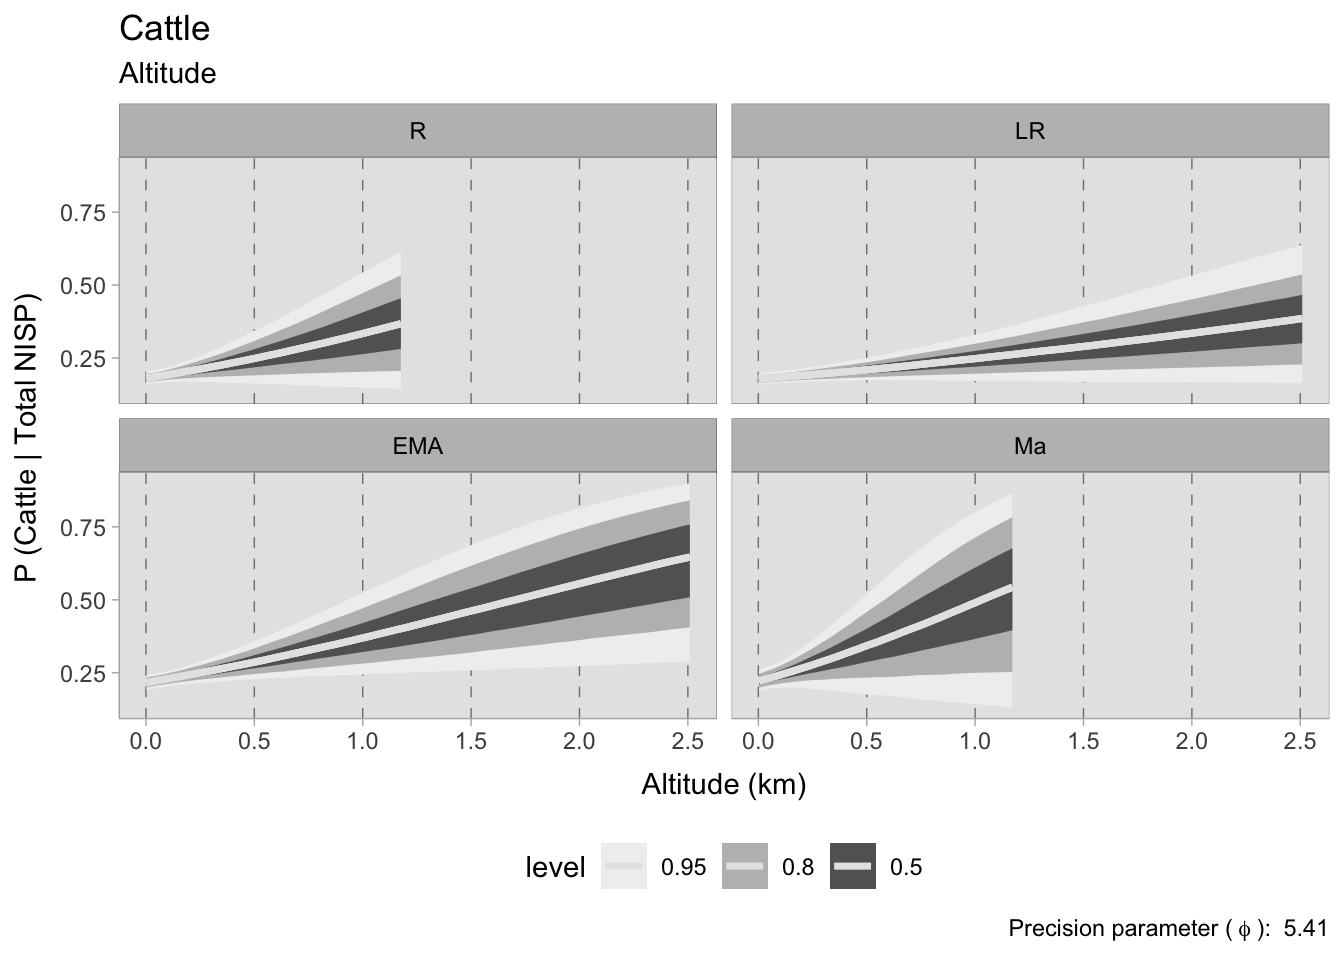 Cattle
Altitude
R
LR
0.75
0.50
0.25
EMA
Ma
0.75
0.50
0.25
P (Cattle | Total NISP)
0.0 0.5 1.0 1.5 2.0 2.5
0.0 0.5 1.0 1.5 2.0 2.5
Altitude (km)
level 0.95 0.8 0.5
Precision parameter ( ϕ ): 5.41